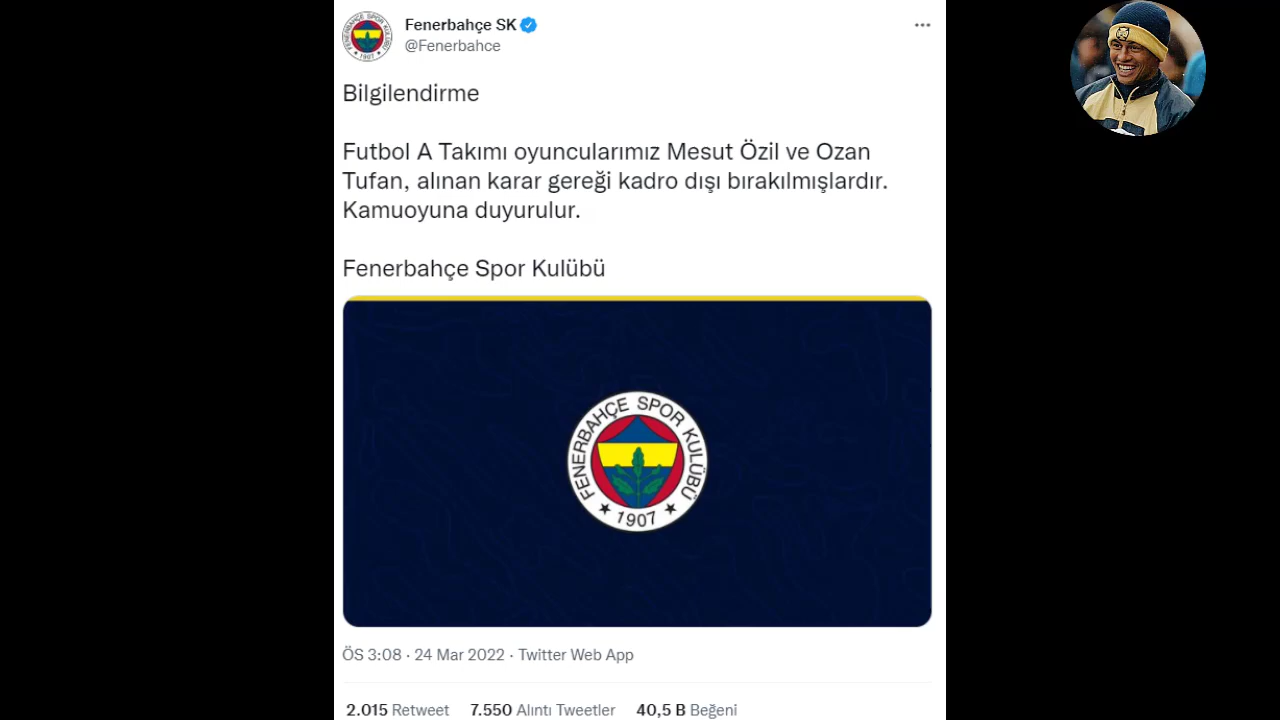 Fenerbahçe SK
@Fenerbahce
Bilgilendirme
Futbol A Takımı oyuncularımız Mesut Özil ve Ozan
Tufan, alınan karar gereği kadro dışı bırakılmışlardır.
Kamuoyuna duyurulur.
Fenerbahçe Spor Kulübü
FENERBAHÇE SPOR KULÜBÜ
1907
ÖS 3:08 · 24 Mar 2022 · Twitter Web App
2.015 Retweet 7.550 Alıntı Tweetler 40,5 B Beğeni